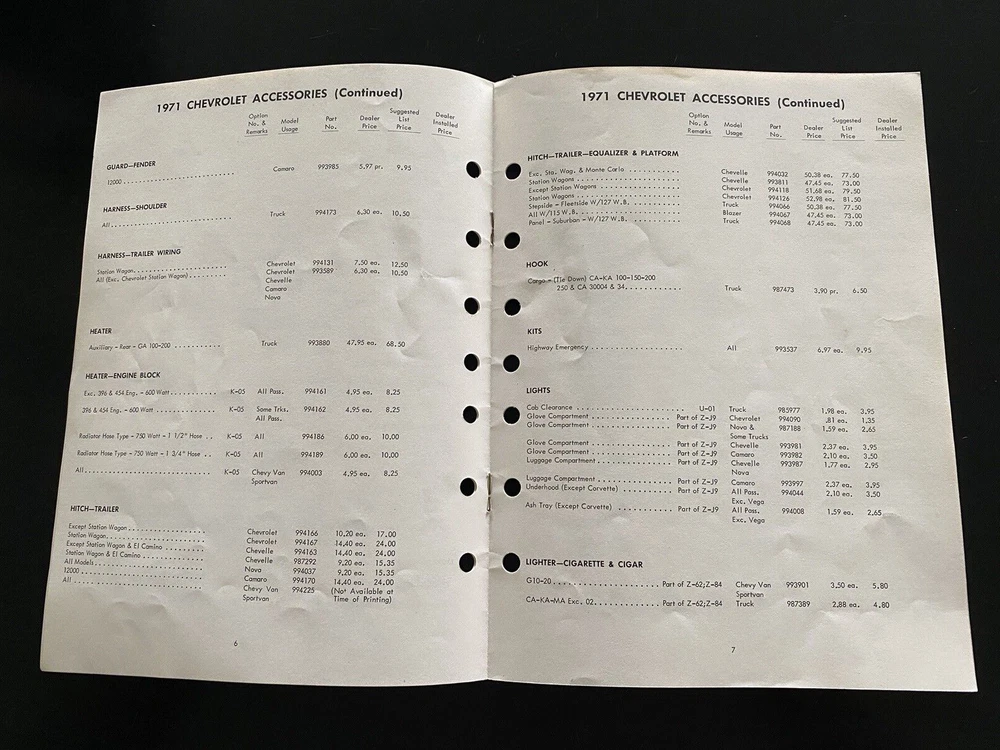 1971 CHEVROLET ACCESSORIES (Continued)
Option No. & Remarks Model Usage Part No. Dealer Price Suggested List Price Dealer Installed Price
GUARD—FENDER
12000 Camaro 993985 5.97 pr. 9.95
HARNESS—SHOULDER
All Truck 994173 6.30 ea. 10.50
HARNESS—TRAILER WIRING
Station Wagon Chevrolet 994131 7.50 ea. 12.50
All (Exc. Chevrolet Station Wagon) Chevrolet 993589 6.30 ea. 10.50
Chevelle
Camaro
Nova
HEATER
Auxiliary - Rear - GA 100-200 Truck 993880 47.95 ea. 68.50
HEATER—ENGINE BLOCK
Exc. 396 & 454 Eng. - 600 Watt K-05 All Pass. 994161 4.95 ea. 8.25
396 & 454 Eng. - 600 Watt K-05 Some Trks. 994162 4.95 ea. 8.25
All Pass.
Radiator Hose Type - 750 Watt - 1 1/2" Hose K-05 All 994186 6.00 ea. 10.00
Radiator Hose Type - 750 Watt - 1 3/4" Hose K-05 All 994189 6.00 ea. 10.00
All K-05 Chevy Van 994003 4.95 ea. 8.25
Sportvan
HITCH—TRAILER
Except Station Wagon Chevrolet 994166 10.20 ea. 17.00
Station Wagon Chevrolet 994167 14.40 ea. 24.00
Except Station Wagon & El Camino Chevelle 994163 14.40 ea. 24.00
Station Wagon & El Camino Chevelle 987292 9.20 ea. 15.35
All Models Nova 994037 9.20 ea. 15.35
12000 Camaro 994170 14.40 ea. 24.00
All Chevy Van 994225 (Not Available at
Sportvan Time of Printing)
6
1971 CHEVROLET ACCESSORIES (Continued)
Option No. & Remarks Model Usage Part No. Dealer Price Suggested List Price Dealer Installed Price
HITCH—TRAILER—EQUALIZER & PLATFORM
Exc. Sta. Wag. & Monte Carlo Chevelle 994032 50.38 ea. 77.50
Station Wagons Chevelle 993811 47.45 ea. 73.00
Except Station Wagons Chevrolet 994118 51.68 ea. 79.50
Station Wagons Chevrolet 994126 52.98 ea. 81.50
Stepside - Fleetside W/127 W.B. Truck 994066 50.38 ea. 77.50
All W/115 W.B. Blazer 994067 47.45 ea. 73.00
Panel - Suburban - W/127 W.B. Truck 994068 47.45 ea. 73.00
HOOK
Cargo - (Tie Down) CA-KA 100-150-200
250 & CA 30004 & 34 Truck 987473 3.90 pr. 6.50
KITS
Highway Emergency All 993537 6.97 ea. 9.95
LIGHTS
Cab Clearance U-01 Truck 985977 1.98 ea. 3.95
Glove Compartment Part of Z-J9 Chevrolet 994090 .81 ea. 1.35
Glove Compartment Part of Z-J9 Nova & 987188 1.59 ea. 2.65
Some Trucks
Glove Compartment Part of Z-J9 Chevelle 993981 2.37 ea. 3.95
Glove Compartment Part of Z-J9 Camaro 993982 2.10 ea. 3.50
Luggage Compartment Part of Z-J9 Chevelle 993987 1.77 ea. 2.95
Nova
Luggage Compartment Part of Z-J9 Camaro 993997 2.37 ea. 3.95
Underhood (Except Corvette) Part of Z-J9 All Pass. 994044 2.10 ea. 3.50
Exc. Vega
Ash Tray (Except Corvette) Part of Z-J9 All Pass. 994008 1.59 ea. 2.65
Exc. Vega
LIGHTER—CIGARETTE & CIGAR
G10-20 Part of Z-62;Z-84 Chevy Van 993901 3.50 ea. 5.80
Sportvan
CA-KA-MA Exc. 02 Part of Z-62;Z-84 Truck 987389 2.88 ea. 4.80
7